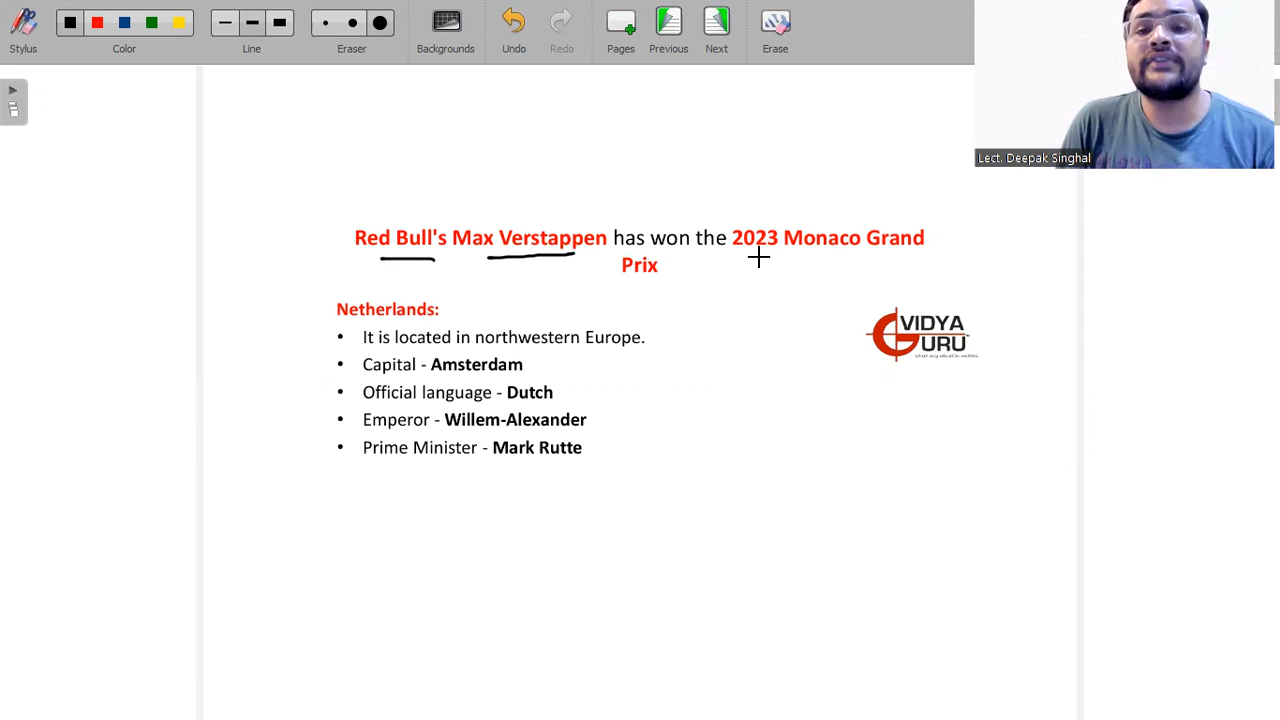 Stylus
Color
Line
Eraser
Backgrounds
Undo
Redo
Pages
Previous
Next
Erase
Lect. Deepak Singhal
Red Bull's Max Verstappen has won the 2023 Monaco Grand
Prix
Netherlands:
• It is located in northwestern Europe.
• Capital - Amsterdam
• Official language - Dutch
• Emperor - Willem-Alexander
• Prime Minister - Mark Rutte
VIDYA
GURU